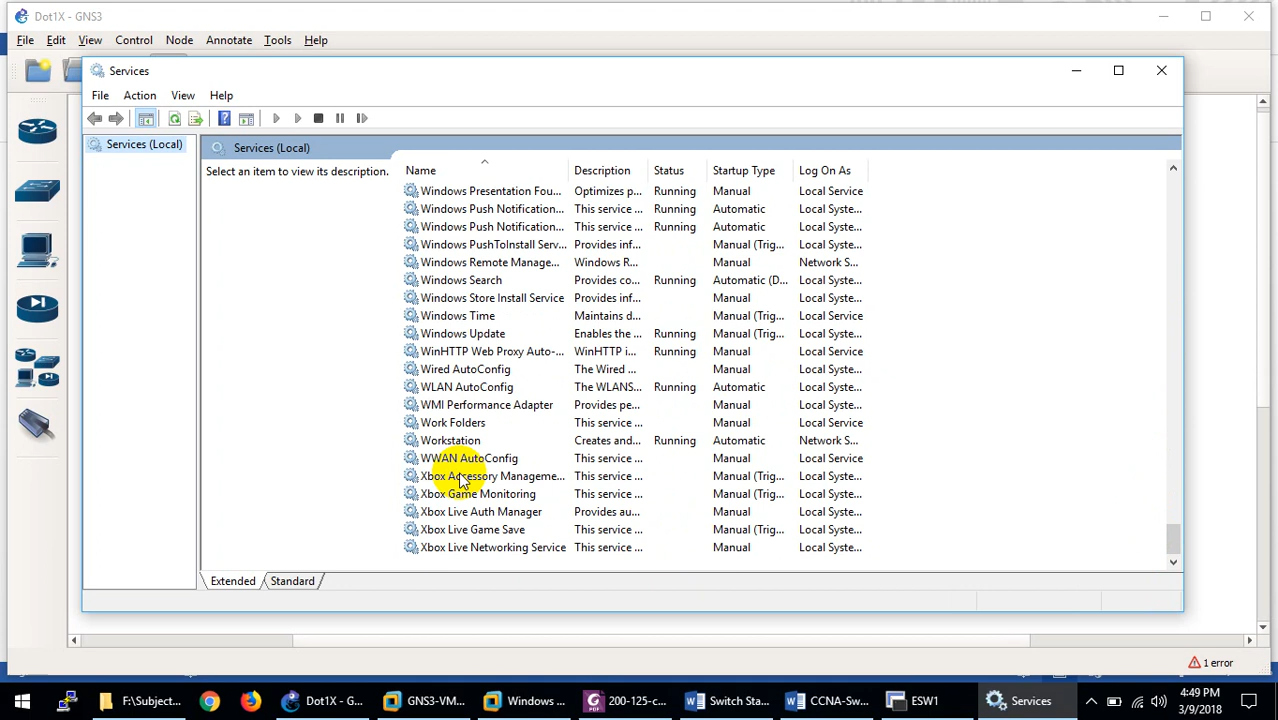 Dot1X - GNS3
File Edit View Control Node Annotate Tools Help
Services
File Action View Help
Services (Local)
Services (Local)
Select an item to view its description.
Name Description Status Startup Type Log On As
Windows Presentation Fou... Optimizes p... Running Manual Local Service
Windows Push Notification... This service ... Running Automatic Local Syste...
Windows Push Notification... This service ... Running Automatic Local Syste...
Windows PushToInstall Serv... Provides inf... Manual (Trig... Local Syste...
Windows Remote Manage... Windows R... Manual Network S...
Windows Search Provides co... Running Automatic (D... Local Syste...
Windows Store Install Service Provides inf... Manual Local Syste...
Windows Time Maintains d... Manual (Trig... Local Service
Windows Update Enables the ... Running Manual (Trig... Local Syste...
WinHTTP Web Proxy Auto-... WinHTTP i... Running Manual Local Service
Wired AutoConfig The Wired ... Manual Local Syste...
WLAN AutoConfig The WLANS... Running Automatic Local Syste...
WMI Performance Adapter Provides pe... Manual Local Syste...
Work Folders This service ... Manual Local Service
Workstation Creates and... Running Automatic Network S...
WWAN AutoConfig This service ... Manual Local Service
Xbox Accessory Manageme... This service ... Manual (Trig... Local Syste...
Xbox Game Monitoring This service ... Manual (Trig... Local Syste...
Xbox Live Auth Manager Provides au... Manual Local Syste...
Xbox Live Game Save This service ... Manual (Trig... Local Syste...
Xbox Live Networking Service This service ... Manual Local Syste...
Extended Standard
1 error
F:\Subject... Dot1X - G... GNS3-VM... Windows ... 200-125-c... Switch Sta... CCNA-Sw... ESW1 Services
4:49 PM
3/9/2018